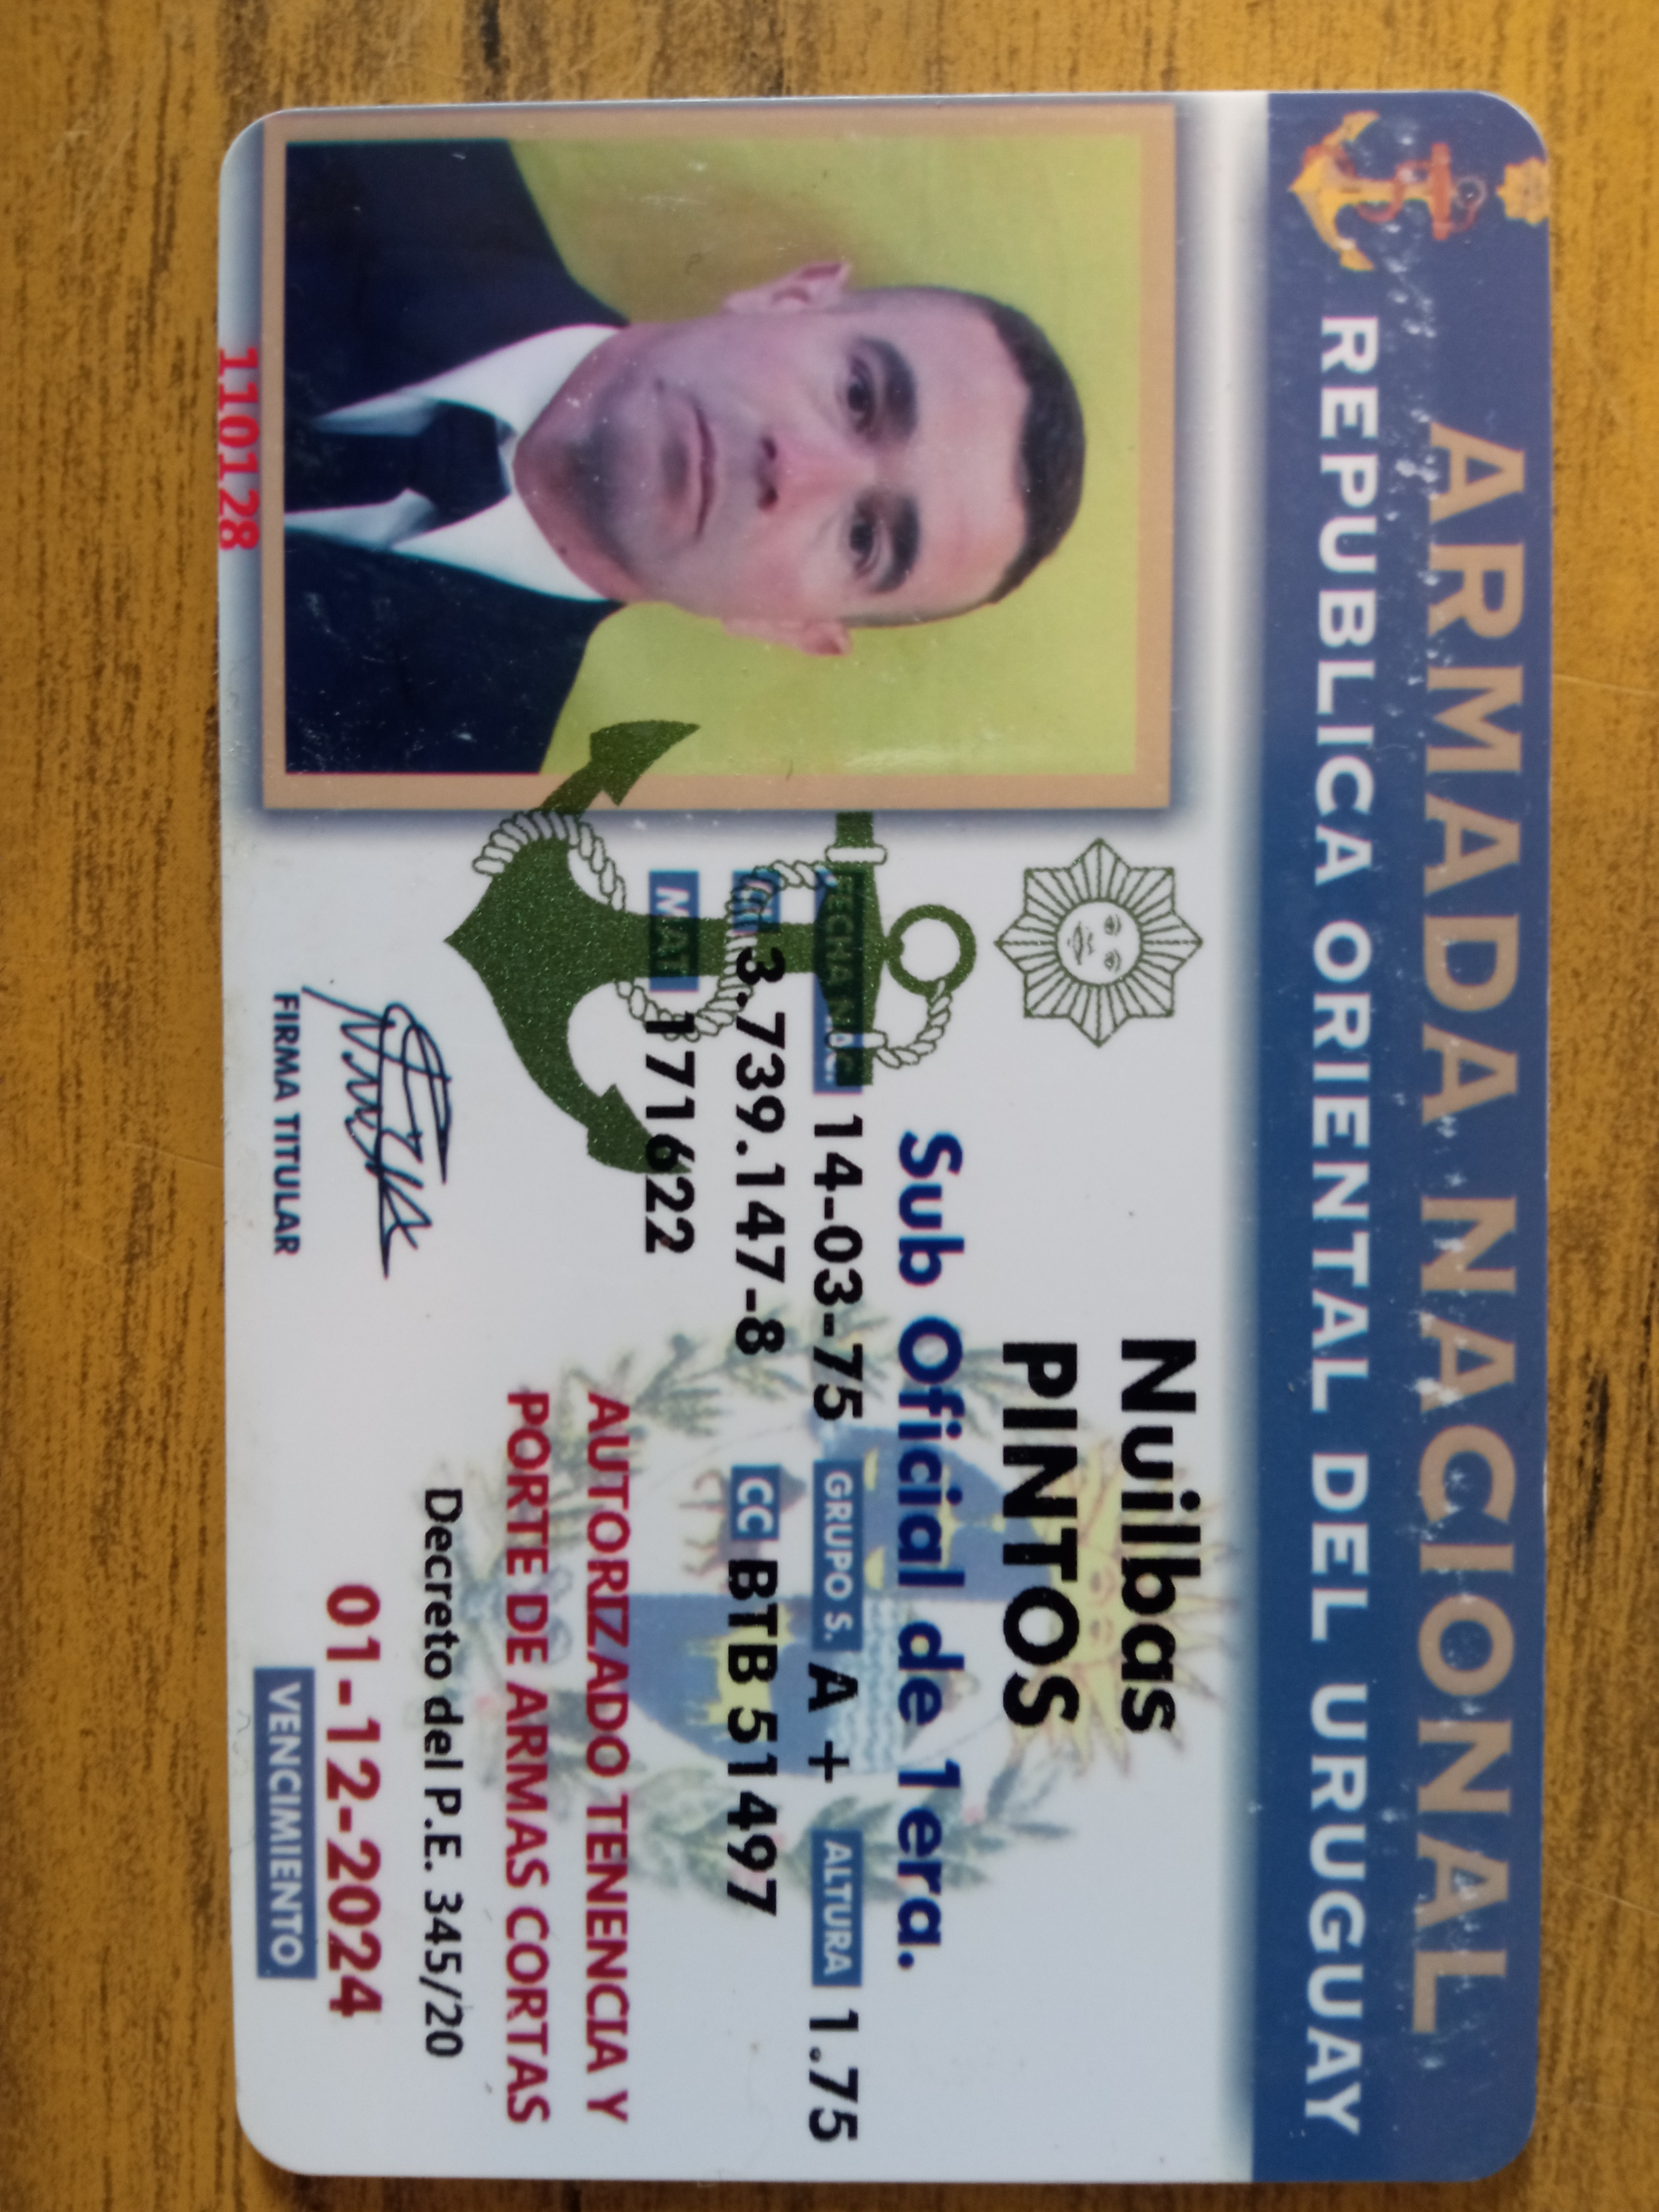 ARMADA NACIONAL
REPUBLICA ORIENTAL DEL URUGUAY
Nuilbas
PINTOS
Sub Oficial de 1era.
FECHA NAC. 14-03-75 GRUPO S. A + ALTURA 1.75
CI 3.739.147-8 CC BTB 51497
MAT 171622
AUTORIZADO TENENCIA Y
PORTE DE ARMAS CORTAS
Decreto del P.E. 345/20
01-12-2024
VENCIMIENTO
FIRMA TITULAR
110128